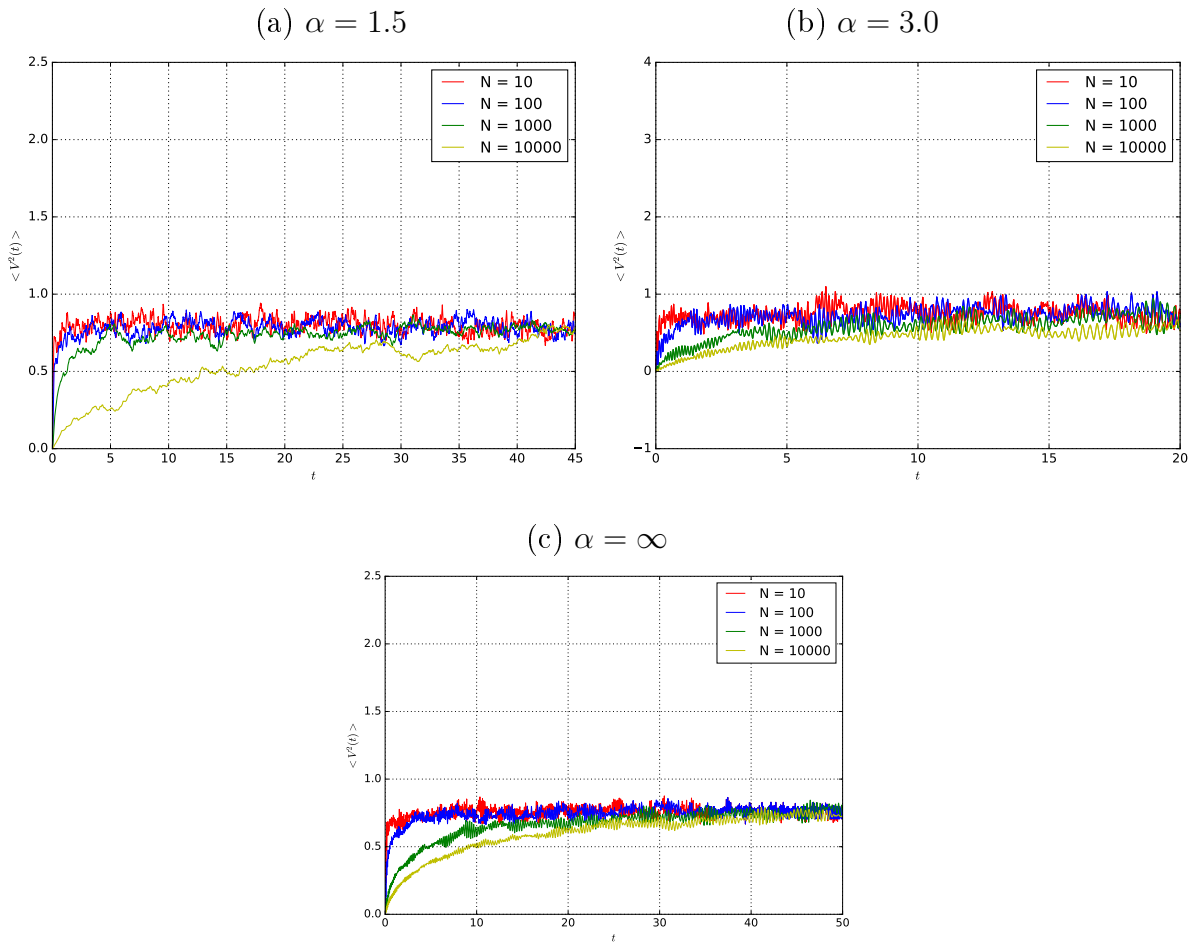 (a) α = 1.5
2.5
2.0
1.5
1.0
0.5
0.0
0 5 10 15 20 25 30 35 40 45
t
< V²(t) >
N = 10
N = 100
N = 1000
N = 10000
(b) α = 3.0
4
3
2
1
0
−1
0 5 10 15 20
t
< V²(t) >
N = 10
N = 100
N = 1000
N = 10000
(c) α = ∞
2.5
2.0
1.5
1.0
0.5
0.0
0 10 20 30 40 50
t
< V²(t) >
N = 10
N = 100
N = 1000
N = 10000